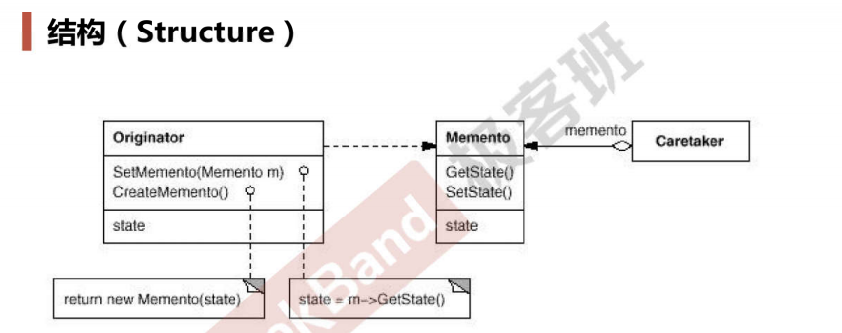 结构（Structure）
Originator
SetMemento(Memento m)
CreateMemento()
state
return new Memento(state)
state = m->GetState()
Memento
GetState()
SetState()
state
memento
Caretaker
极客班
ekBand